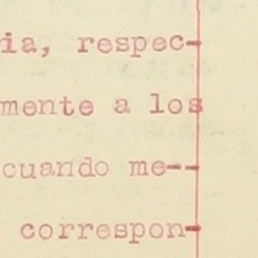 ia, respec-
mente a los
cuando me--
correspon-